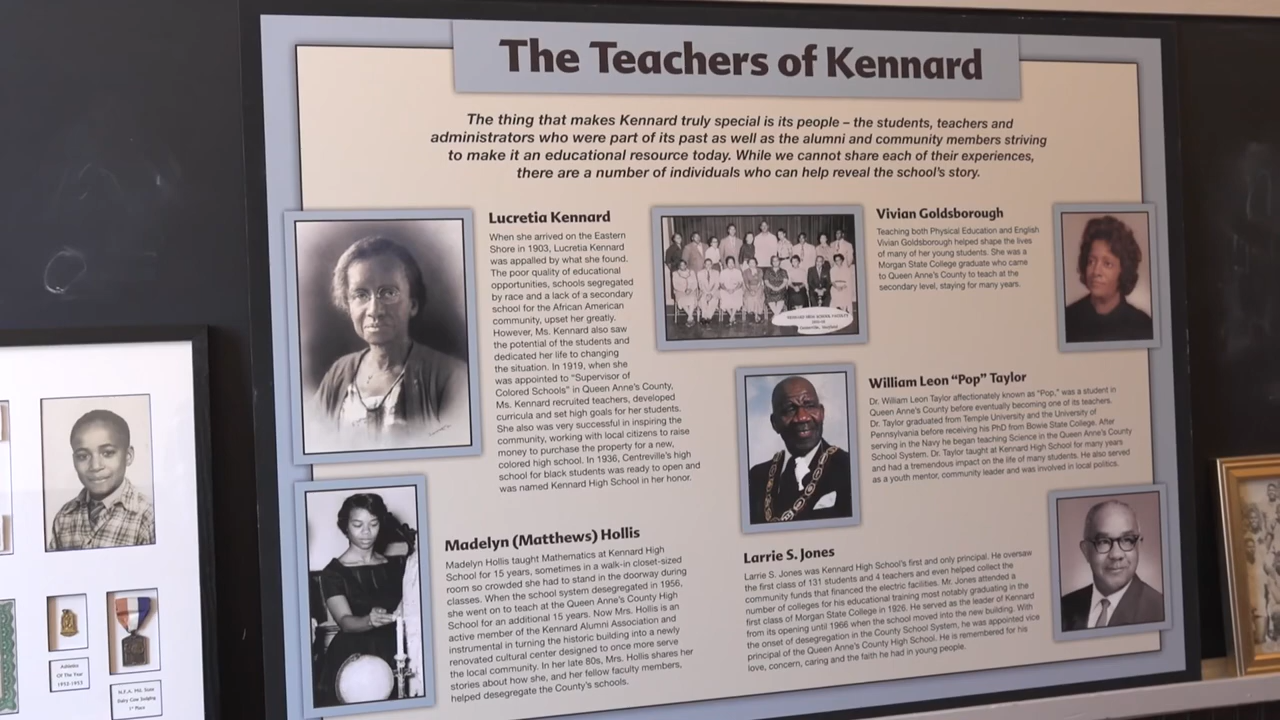 The Teachers of Kennard
The thing that makes Kennard truly special is its people – the students, teachers and
administrators who were part of its past as well as the alumni and community members striving
to make it an educational resource today. While we cannot share each of their experiences,
there are a number of individuals who can help reveal the school's story.
Lucretia Kennard
When she arrived on the Eastern
Shore in 1903, Lucretia Kennard
was appalled by what she found.
The poor quality of educational
opportunities, schools segregated
by race and a lack of a secondary
school for the African American
community, upset her greatly.
However, Ms. Kennard also saw
the potential of the students and
dedicated her life to changing
the situation. In 1919, when she
was appointed to "Supervisor of
Colored Schools" in Queen Anne's County,
Ms. Kennard recruited teachers, developed
curricula and set high goals for her students.
She also was very successful in inspiring the
community, working with local citizens to raise
money to purchase the property for a new,
colored high school. In 1936, Centreville's high
school for black students was ready to open and
was named Kennard High School in her honor.
Vivian Goldsborough
Teaching both Physical Education and English
Vivian Goldsborough helped shape the lives
of many of her young students. She was a
Morgan State College graduate who came
to Queen Anne's County to teach at the
secondary level, staying for many years.
William Leon "Pop" Taylor
Dr. William Leon Taylor affectionately known as "Pop," was a student in
Queen Anne's County before eventually becoming one of its teachers.
Dr. Taylor graduated from Temple University and the University of
Pennsylvania before receiving his PhD from Bowie State College. After
serving in the Navy he began teaching Science in the Queen Anne's County
School System. Dr. Taylor taught at Kennard High School for many years
and had a tremendous impact on the life of many students. He also served
as a youth mentor, community leader and was involved in local politics.
Madelyn (Matthews) Hollis
Madelyn Hollis taught Mathematics at Kennard High
School for 15 years, sometimes in a walk-in closet-sized
room so crowded she had to stand in the doorway during
classes. When the school system desegregated in 1956,
she went on to teach at the Queen Anne's County High
School for an additional 15 years. Now Mrs. Hollis is an
active member of the Kennard Alumni Association and
instrumental in turning the historic building into a newly
renovated cultural center designed to once more serve
the local community. In her late 80s, Mrs. Hollis shares her
stories about how she, and her fellow faculty members,
helped desegregate the County's schools.
Larrie S. Jones
Larrie S. Jones was Kennard High School's first and only principal. He oversaw
the first class of 131 students and 4 teachers and even helped collect the
community funds that financed the electric facilities. Mr. Jones attended a
number of colleges for his educational training most notably graduating in the
first class of Morgan State College in 1926. He served as the leader of Kennard
from its opening until 1966 when the school moved into the new building. With
the onset of desegregation in the County School System, he was appointed vice
principal of the Queen Anne's County High School. He is remembered for his
love, concern, caring and the faith he had in young people.
Of The Year
1952-1953
Dairy Cow Judging
1st Place